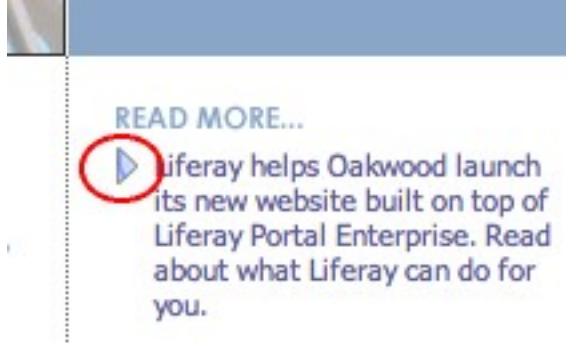 READ MORE...
Liferay helps Oakwood launch
its new website built on top of
Liferay Portal Enterprise. Read
about what Liferay can do for
you.